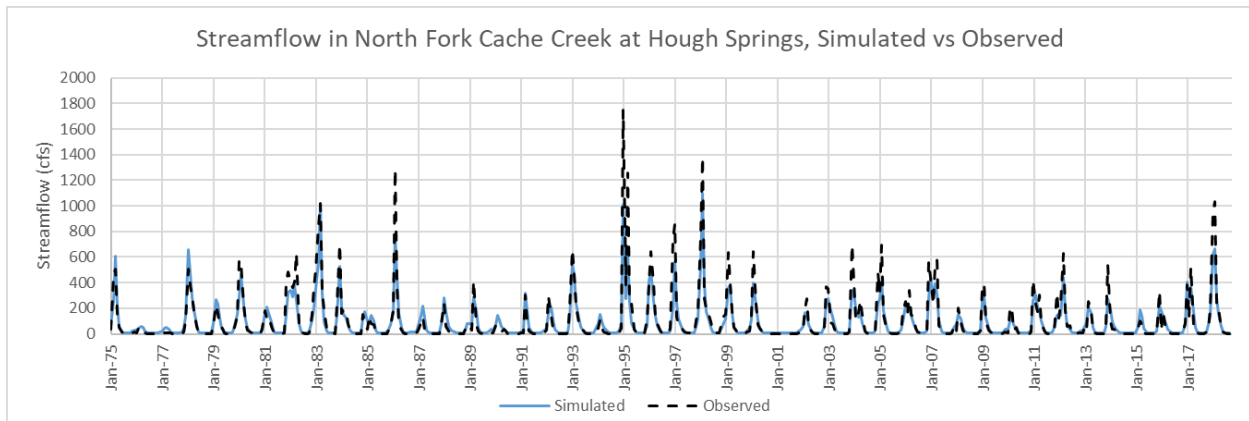 Streamflow in North Fork Cache Creek at Hough Springs, Simulated vs Observed
Streamflow (cfs)
2000
1800
1600
1400
1200
1000
800
600
400
200
0
Jan-75
Jan-77
Jan-79
Jan-81
Jan-83
Jan-85
Jan-87
Jan-89
Jan-91
Jan-93
Jan-95
Jan-97
Jan-99
Jan-01
Jan-03
Jan-05
Jan-07
Jan-09
Jan-11
Jan-13
Jan-15
Jan-17
Simulated
Observed